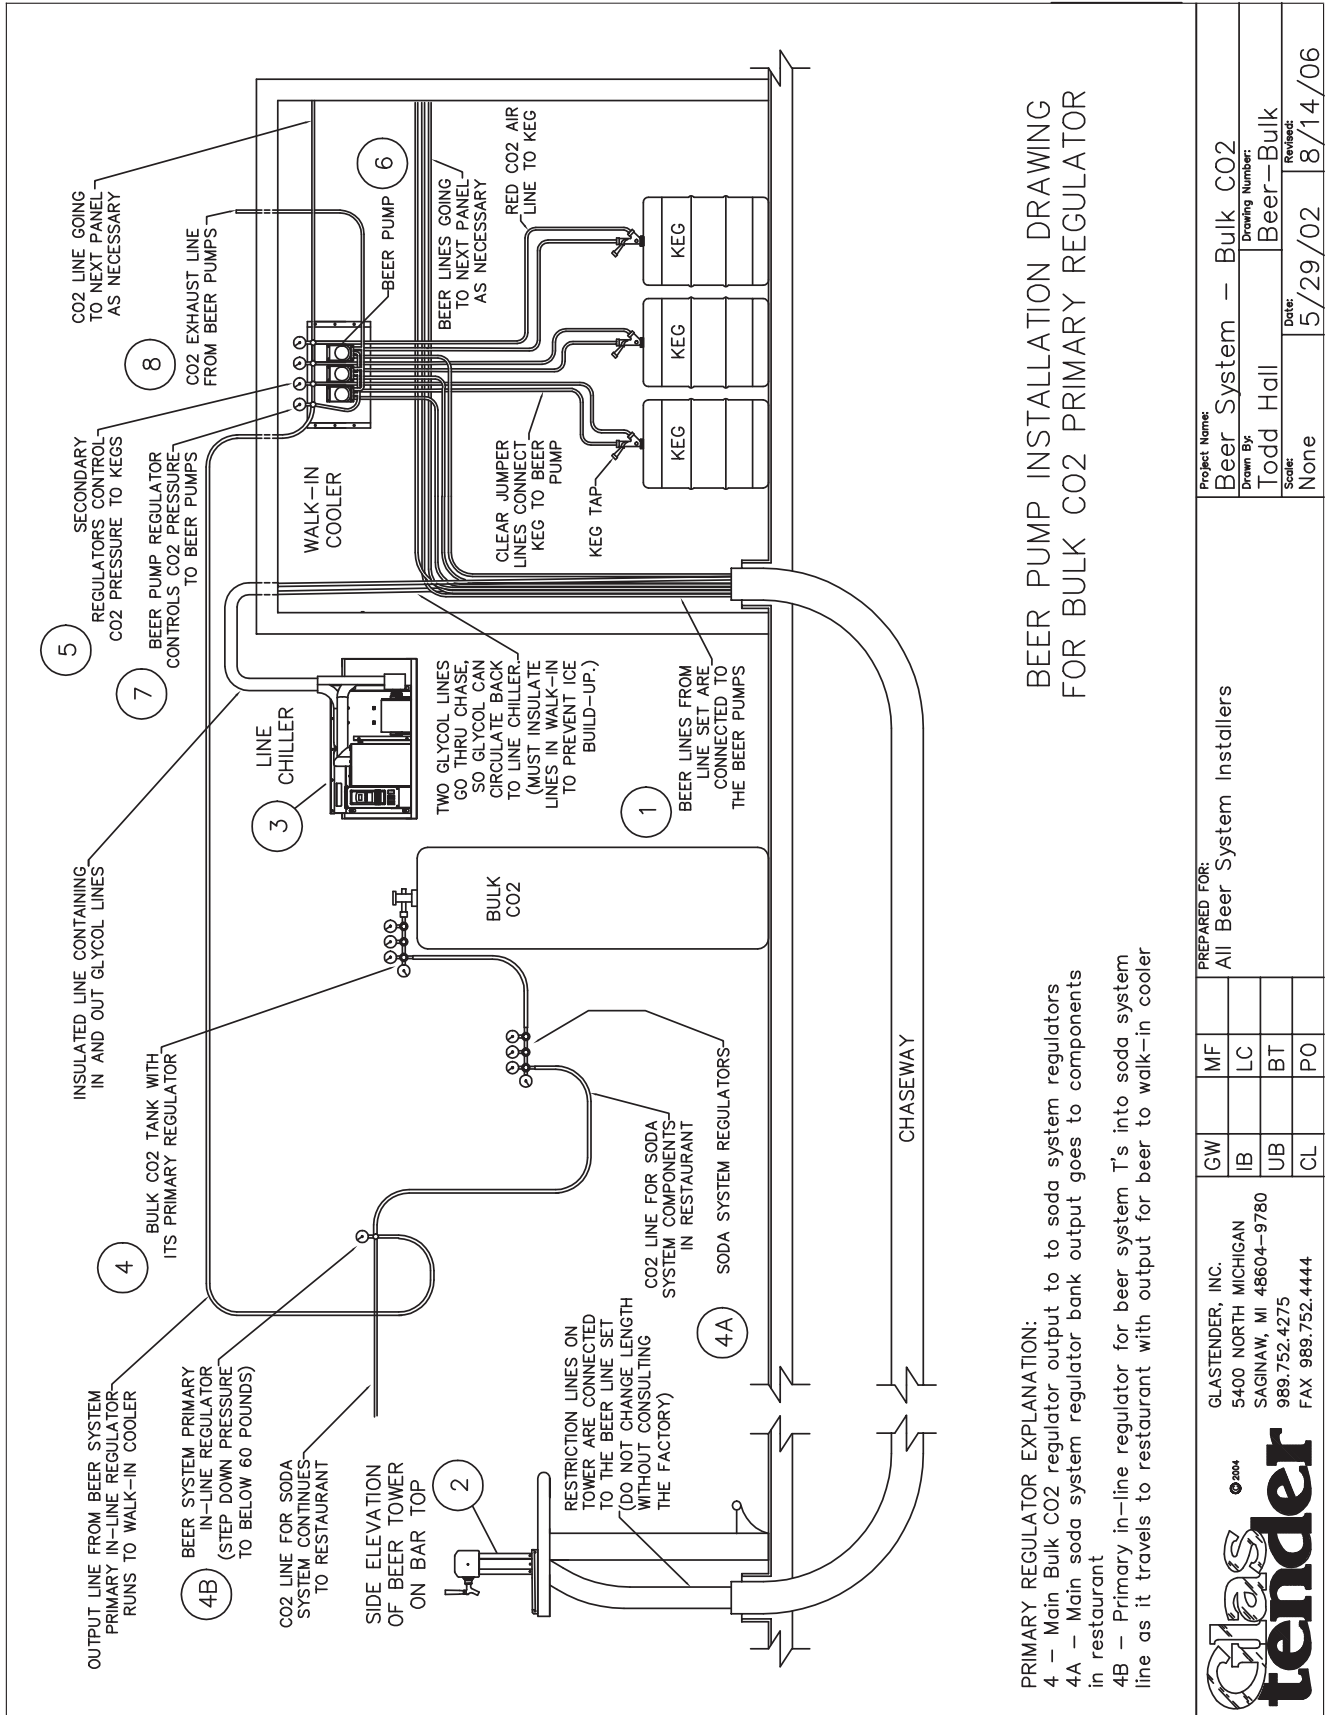 OUTPUT LINE FROM BEER SYSTEM
PRIMARY IN-LINE REGULATOR
RUNS TO WALK-IN COOLER
4B
BEER SYSTEM PRIMARY
IN-LINE REGULATOR
(STEP DOWN PRESSURE
TO BELOW 60 POUNDS)
CO2 LINE FOR SODA
SYSTEM CONTINUES
TO RESTAURANT
SIDE ELEVATION
OF BEER TOWER
ON BAR TOP
2
RESTRICTION LINES ON
TOWER ARE CONNECTED
TO THE BEER LINE SET
(DO NOT CHANGE LENGTH
WITHOUT CONSULTING
THE FACTORY)
4
BULK CO2 TANK WITH
ITS PRIMARY REGULATOR
INSULATED LINE CONTAINING
IN AND OUT GLYCOL LINES
CO2 LINE FOR SODA
SYSTEM COMPONENTS
IN RESTAURANT
4A
SODA SYSTEM REGULATORS
BULK
CO2
3
LINE
CHILLER
TWO GLYCOL LINES
GO THRU CHASE,
SO GLYCOL CAN
CIRCULATE BACK
TO LINE CHILLER.
(MUST INSULATE
LINES IN WALK-IN
TO PREVENT ICE
BUILD-UP.)
1
BEER LINES FROM
LINE SET ARE
CONNECTED TO
THE BEER PUMPS
5
SECONDARY
REGULATORS CONTROL
CO2 PRESSURE TO KEGS
7
BEER PUMP REGULATOR
CONTROLS CO2 PRESSURE
TO BEER PUMPS
WALK-IN
COOLER
CO2 LINE GOING
TO NEXT PANEL
AS NECESSARY
8
CO2 EXHAUST LINE
FROM BEER PUMPS
BEER PUMP
6
BEER LINES GOING
TO NEXT PANEL
AS NECESSARY
RED CO2 AIR
LINE TO KEG
CLEAR JUMPER
LINES CONNECT
KEG TO BEER
PUMP
KEG TAP
KEG
KEG
KEG
CHASEWAY
BEER PUMP INSTALLATION DRAWING
FOR BULK CO2 PRIMARY REGULATOR
PRIMARY REGULATOR EXPLANATION:
4 – Main Bulk CO2 regulator output to soda system regulators
4A – Main soda system regulator bank output goes to components
in restaurant
4B – Primary in-line regulator for beer system T's into soda system
line as it travels to restaurant with output for beer to walk-in cooler
Glastender
©2004
GLASTENDER, INC.
5400 NORTH MICHIGAN
SAGINAW, MI 48604-9780
989.752.4275
FAX 989.752.4444
GW MF
IB LC
UB BT
CL PO
PREPARED FOR:
All Beer System Installers
Project Name:
Beer System – Bulk CO2
Drawn By:
Todd Hall
Drawing Number:
Beer-Bulk
Scale:
None
Date:
5/29/02
Revised:
8/14/06